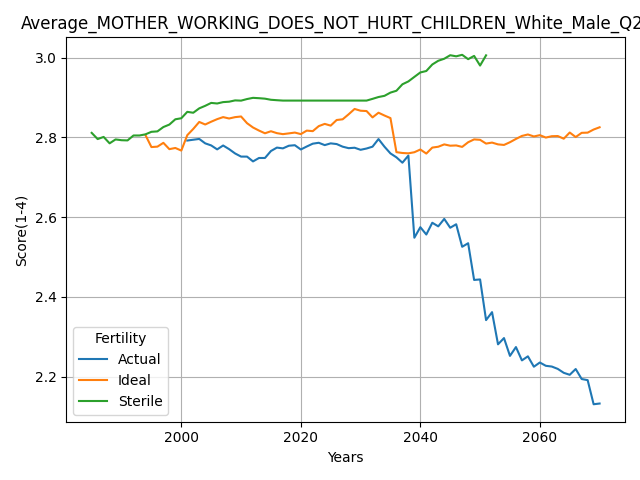 Average_MOTHER_WORKING_DOES_NOT_HURT_CHILDREN_White_Male_Q2
3.0
2.8
2.6
2.4
2.2
Score(1-4)
Fertility
Actual
Ideal
Sterile
2000
2020
2040
2060
Years